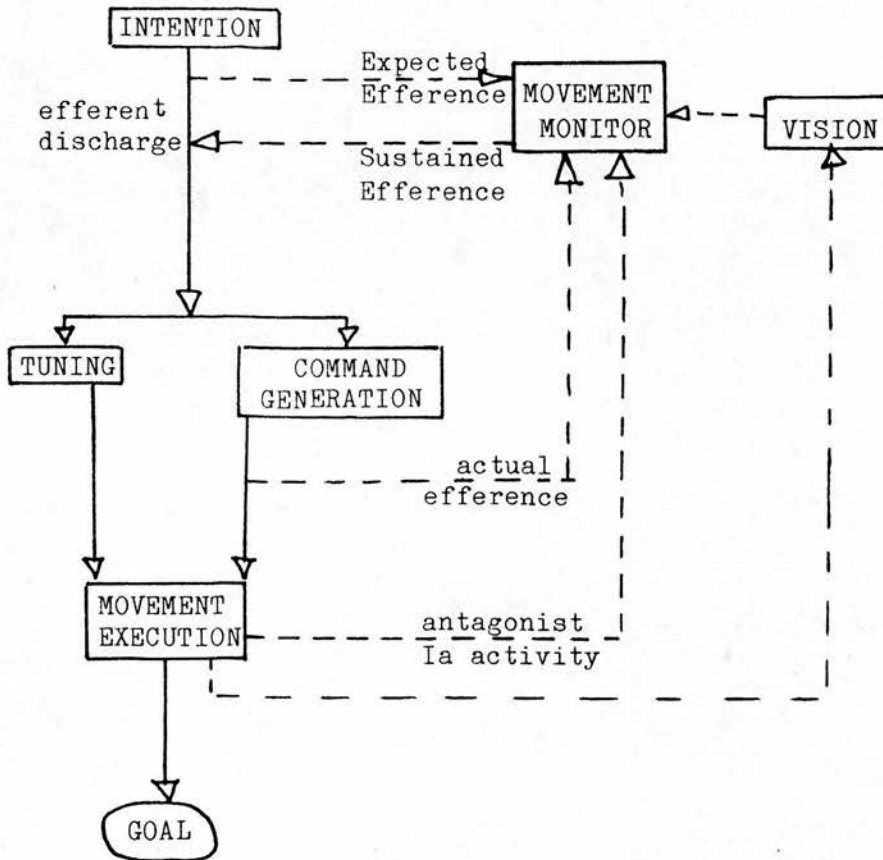 INTENTION
Expected
Efference
MOVEMENT
MONITOR
VISION
efferent
discharge
Sustained
Efference
TUNING
COMMAND
GENERATION
actual
efference
MOVEMENT
EXECUTION
antagonist
Ia activity
GOAL